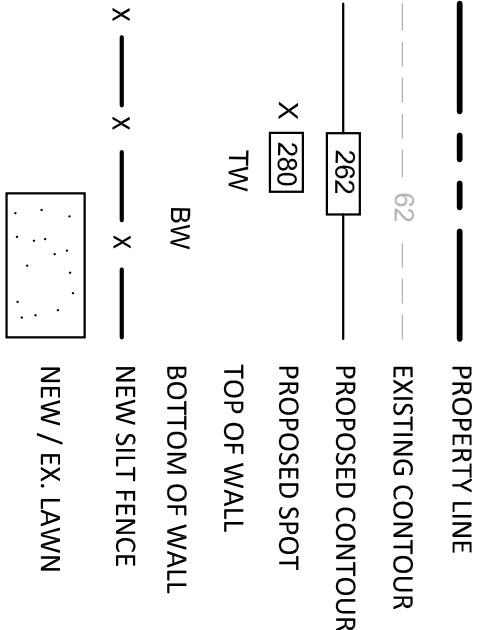 PROPERTY LINE
62 EXISTING CONTOUR
262 PROPOSED CONTOUR
X 280 PROPOSED SPOT
TW TOP OF WALL
BW BOTTOM OF WALL
X X X NEW SILT FENCE
NEW / EX. LAWN